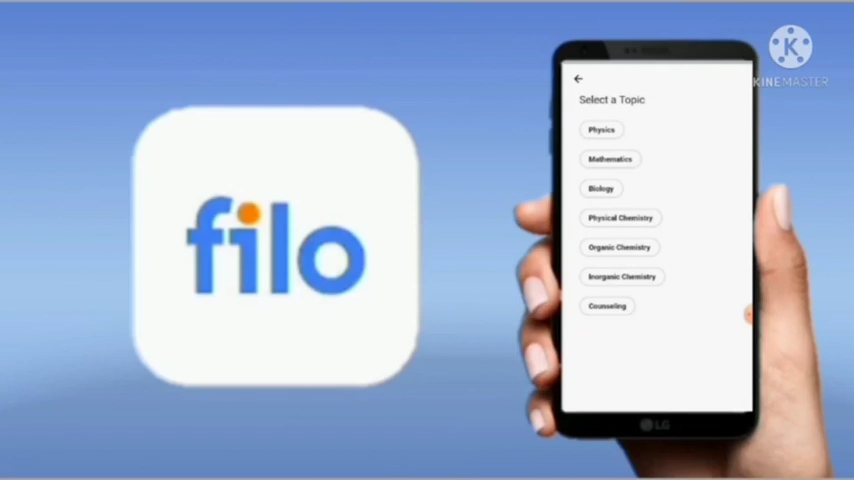 filo
KINEMASTER
Select a Topic
Physics
Mathematics
Biology
Physical Chemistry
Organic Chemistry
Inorganic Chemistry
Counseling
LG